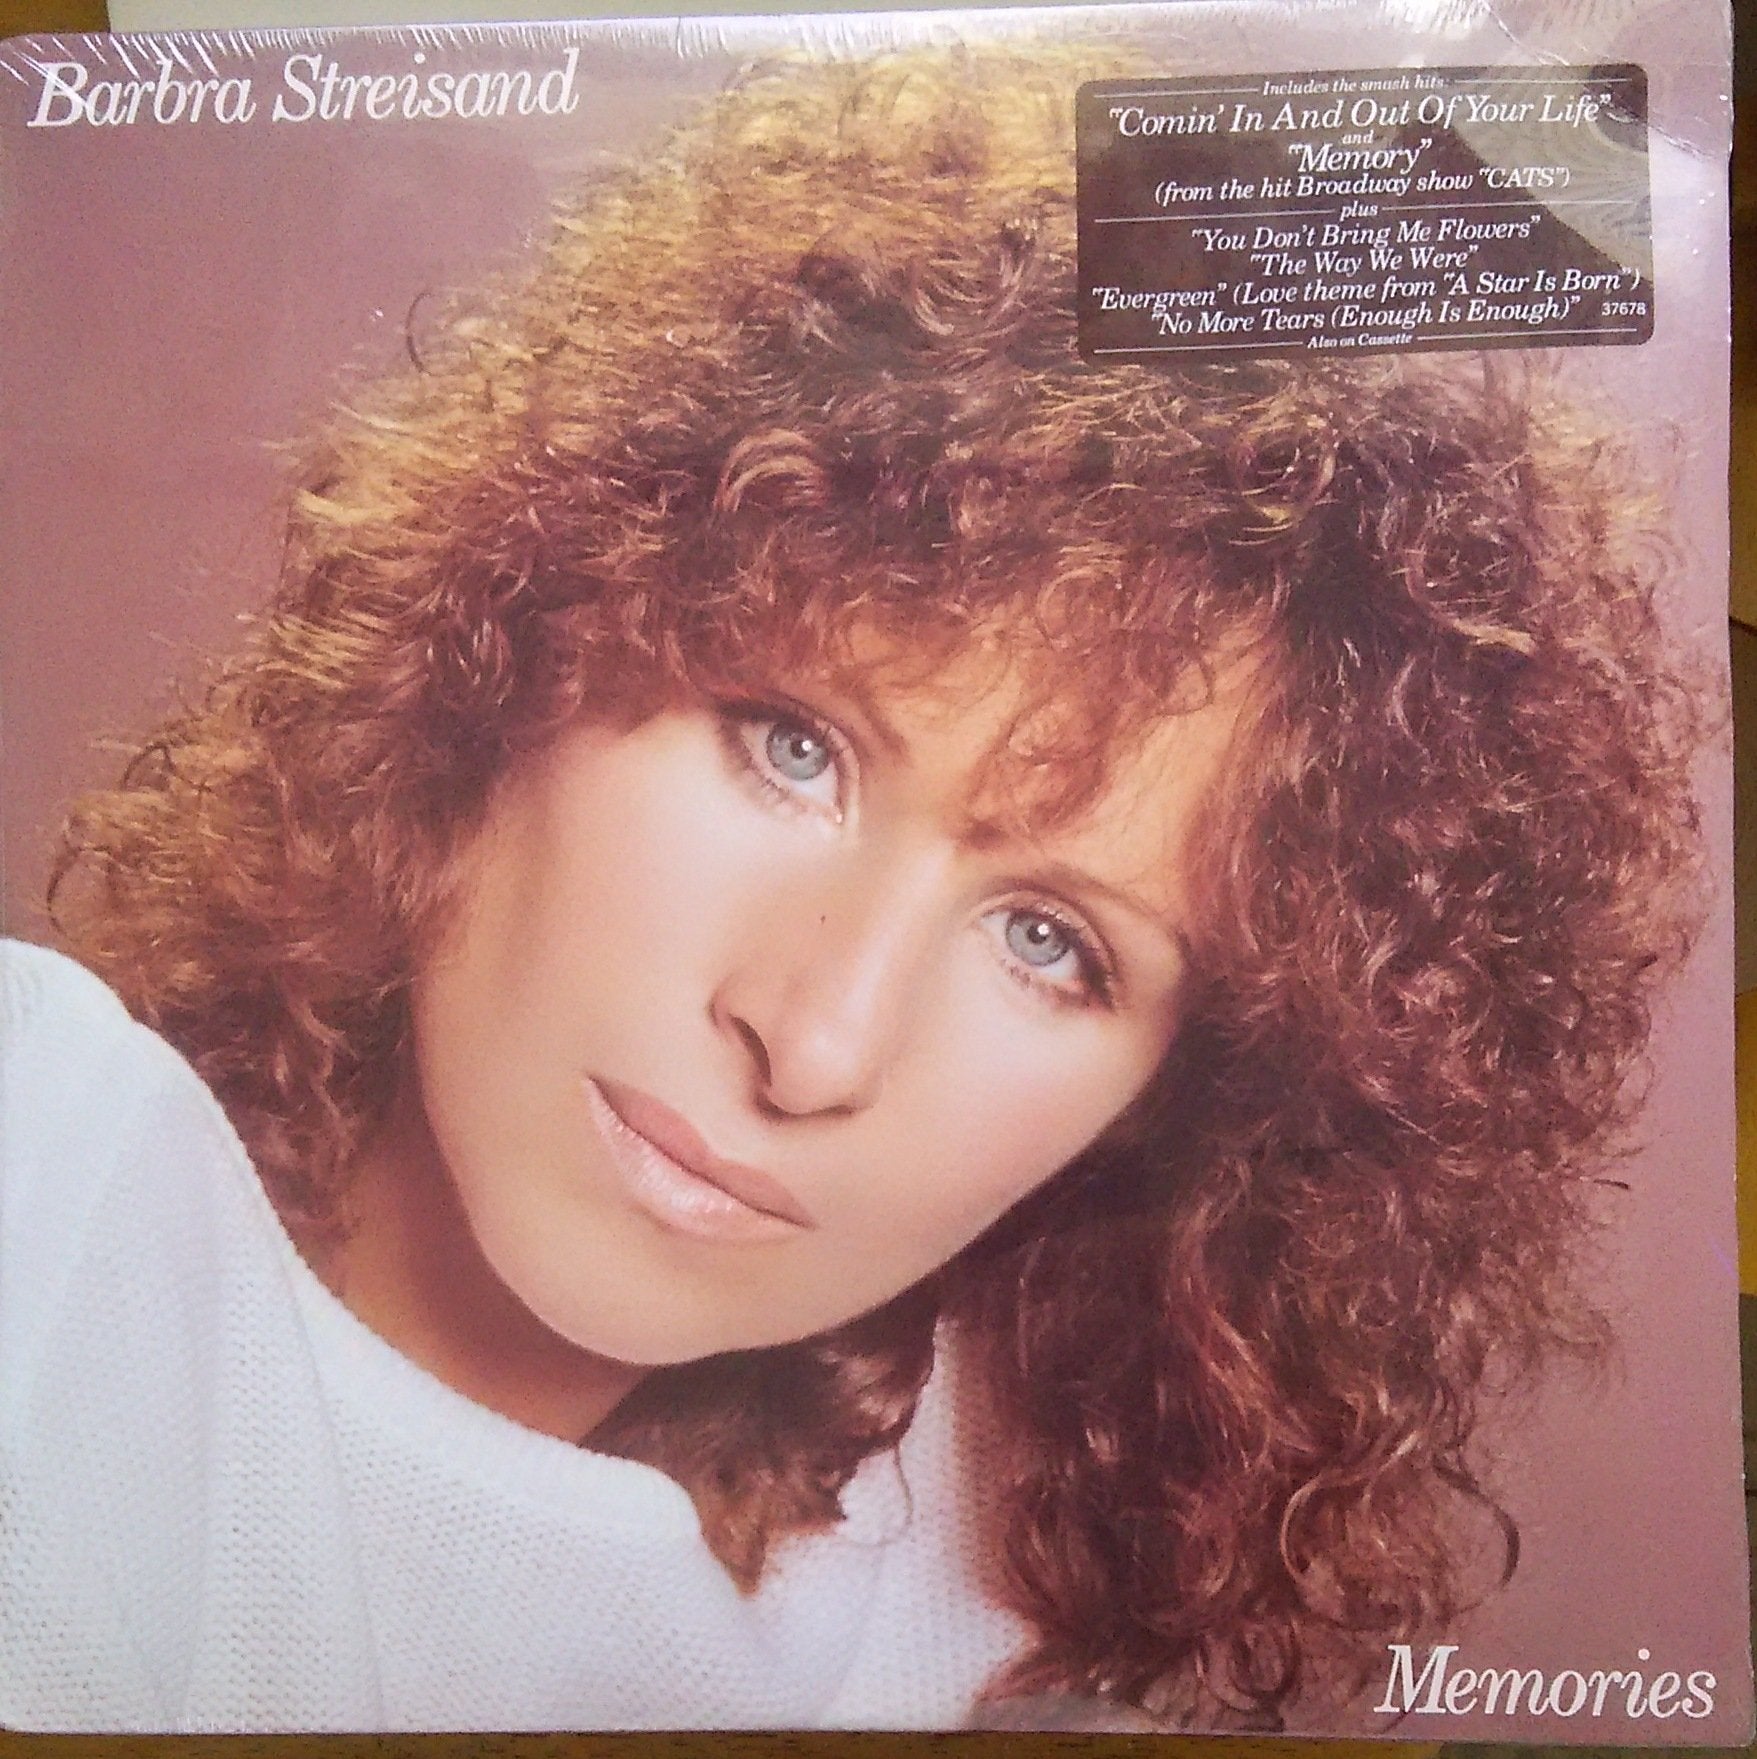 Barbra Streisand
Includes the smash hits:
"Comin' In And Out Of Your Life"
and
"Memory"
(from the hit Broadway show "CATS")
plus
"You Don't Bring Me Flowers"
"The Way We Were"
"Evergreen" (Love theme from "A Star Is Born")
"No More Tears (Enough Is Enough)" 37678
Also on Cassette
Memories